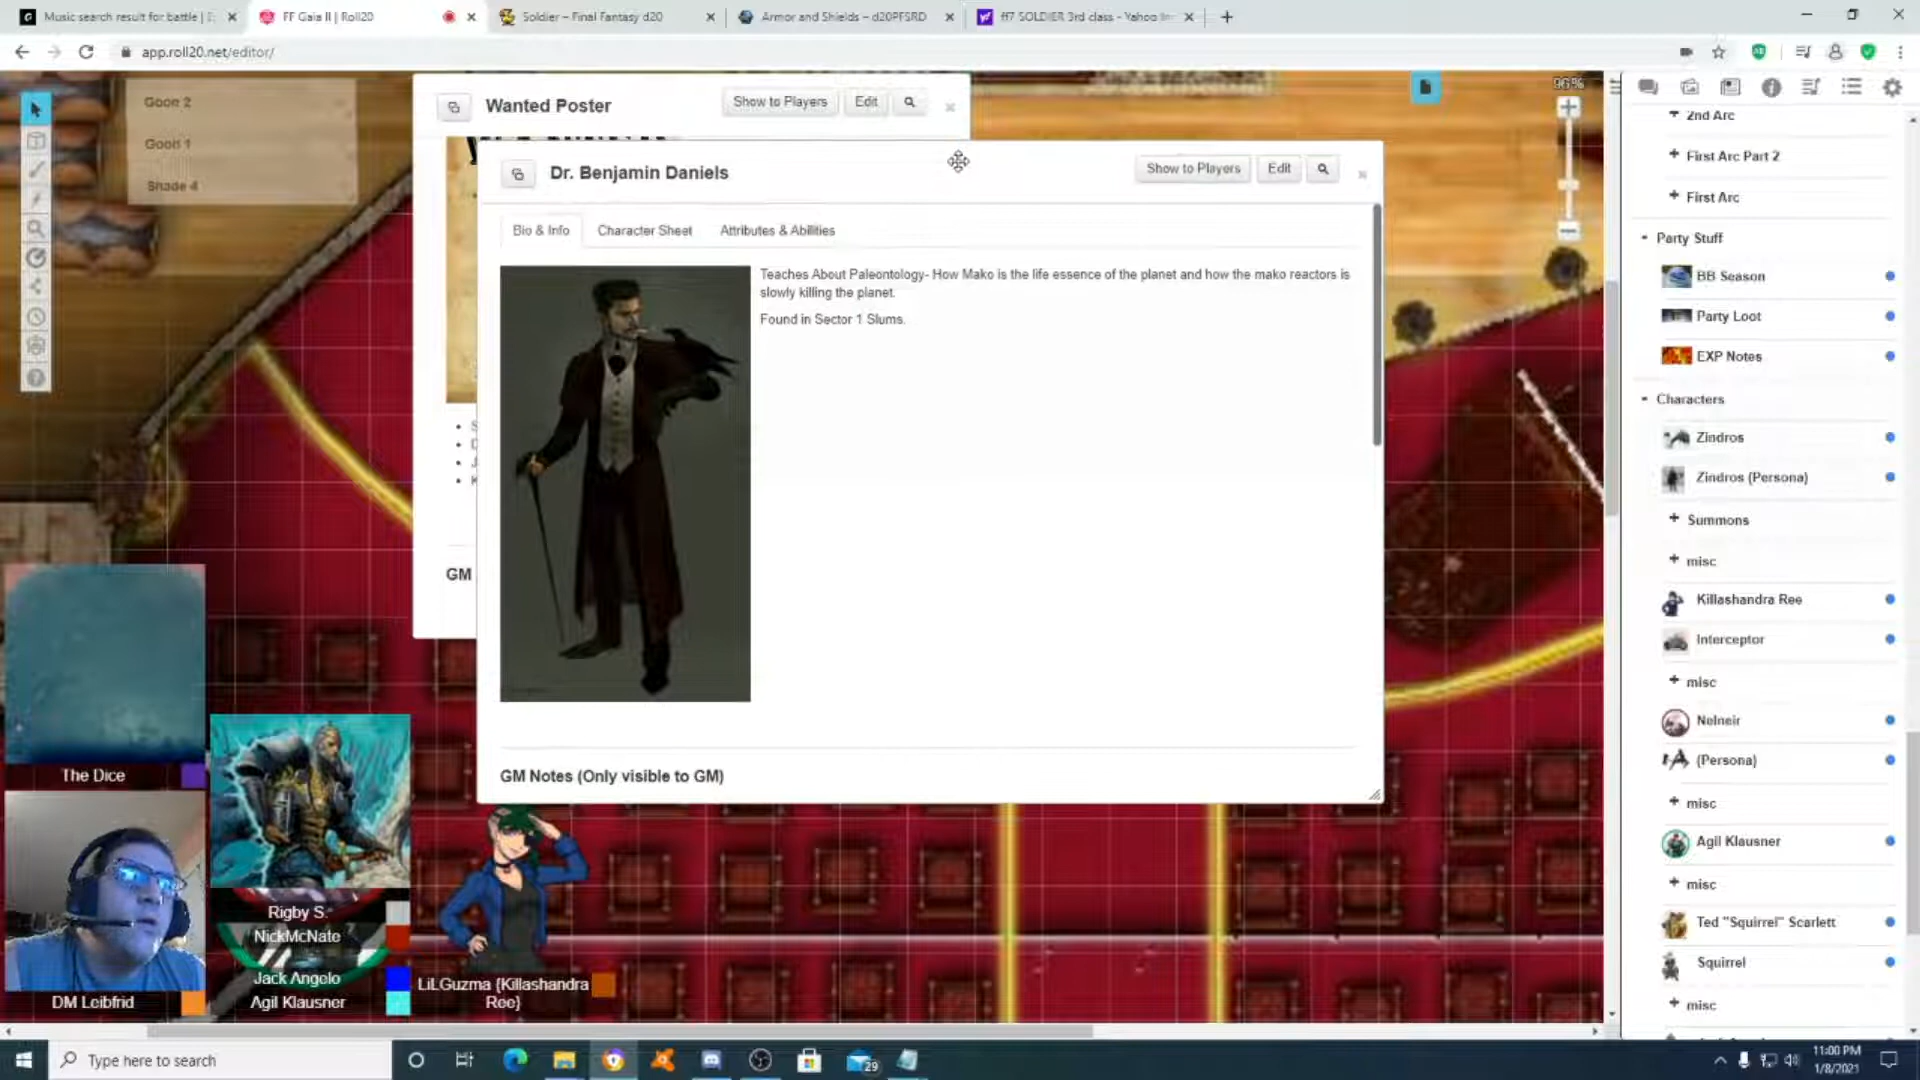 Music search result for battle | E
FF Gaia II | Roll20
Soldier – Final Fantasy d20
Armor and Shields – d20PFSRD
ff7 SOLDIER 3rd class - Yahoo Im
app.roll20.net/editor/
Goon 2
Goon 1
Shade 4
Wanted Poster
Show to Players
Edit
96%
Dr. Benjamin Daniels
Show to Players
Edit
Bio & Info
Character Sheet
Attributes & Abilities
Teaches About Paleontology- How Mako is the life essence of the planet and how the mako reactors is
slowly killing the planet.
Found in Sector 1 Slums.
GM
GM Notes (Only visible to GM)
2nd Arc
First Arc Part 2
First Arc
Party Stuff
BB Season
Party Loot
EXP Notes
Characters
Zindros
Zindros (Persona)
Summons
misc
Killashandra Ree
Interceptor
misc
Nelneir
(Persona)
misc
Agil Klausner
misc
Ted "Squirrel" Scarlett
Squirrel
misc
The Dice
DM Leibfrid
Rigby S.
NickMcNate
Jack Angelo
Agil Klausner
LiLGuzma {Killashandra
Ree}
Type here to search
29
11:00 PM
1/8/2021